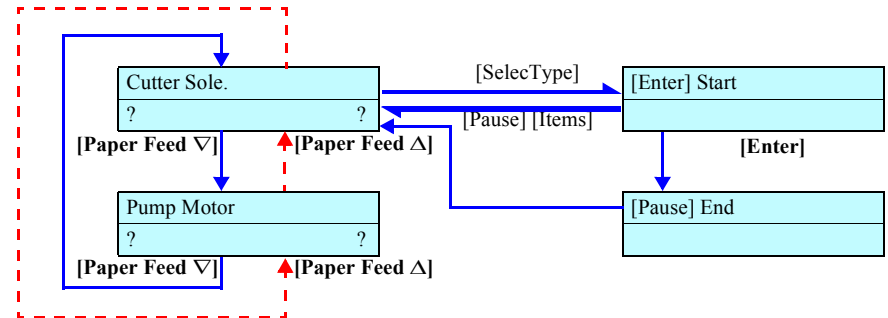 Cutter Sole.
? ?
[SelecType]
[Pause] [Items]
[Enter] Start
[Paper Feed ∇] [Paper Feed Δ]
[Enter]
Pump Motor
? ?
[Pause] End
[Paper Feed ∇] [Paper Feed Δ]